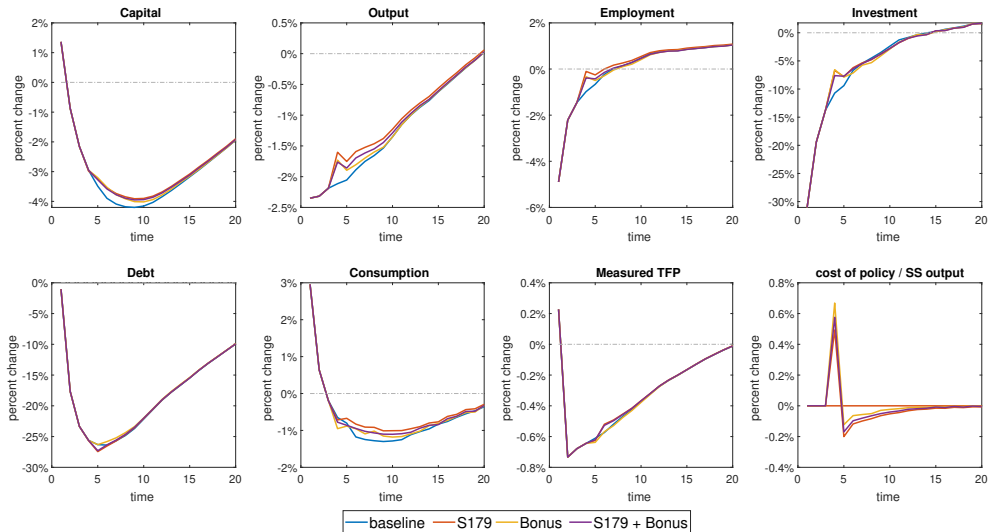 Capital
Output
Employment
Investment
2%
1%
0%
-1%
-2%
-3%
-4%
percent change
0 5 10 15 20
time
0.5%
0%
-0.5%
-1%
-1.5%
-2%
-2.5%
percent change
0 5 10 15 20
time
2%
0%
-2%
-4%
-6%
percent change
0 5 10 15 20
time
0%
-5%
-10%
-15%
-20%
-25%
-30%
percent change
0 5 10 15 20
time
Debt
Consumption
Measured TFP
cost of policy / SS output
0%
-10%
-15%
-20%
-25%
-30%
percent change
0 5 10 15 20
time
3%
2%
1%
0%
-1%
-2%
percent change
0 5 10 15 20
time
0.4%
0.2%
0%
-0.2%
-0.4%
-0.6%
-0.8%
percent change
0 5 10 15 20
time
0.8%
0.6%
0.4%
0.2%
0%
-0.2%
-0.4%
percent change
0 5 10 15 20
time
baseline S179 Bonus S179 + Bonus